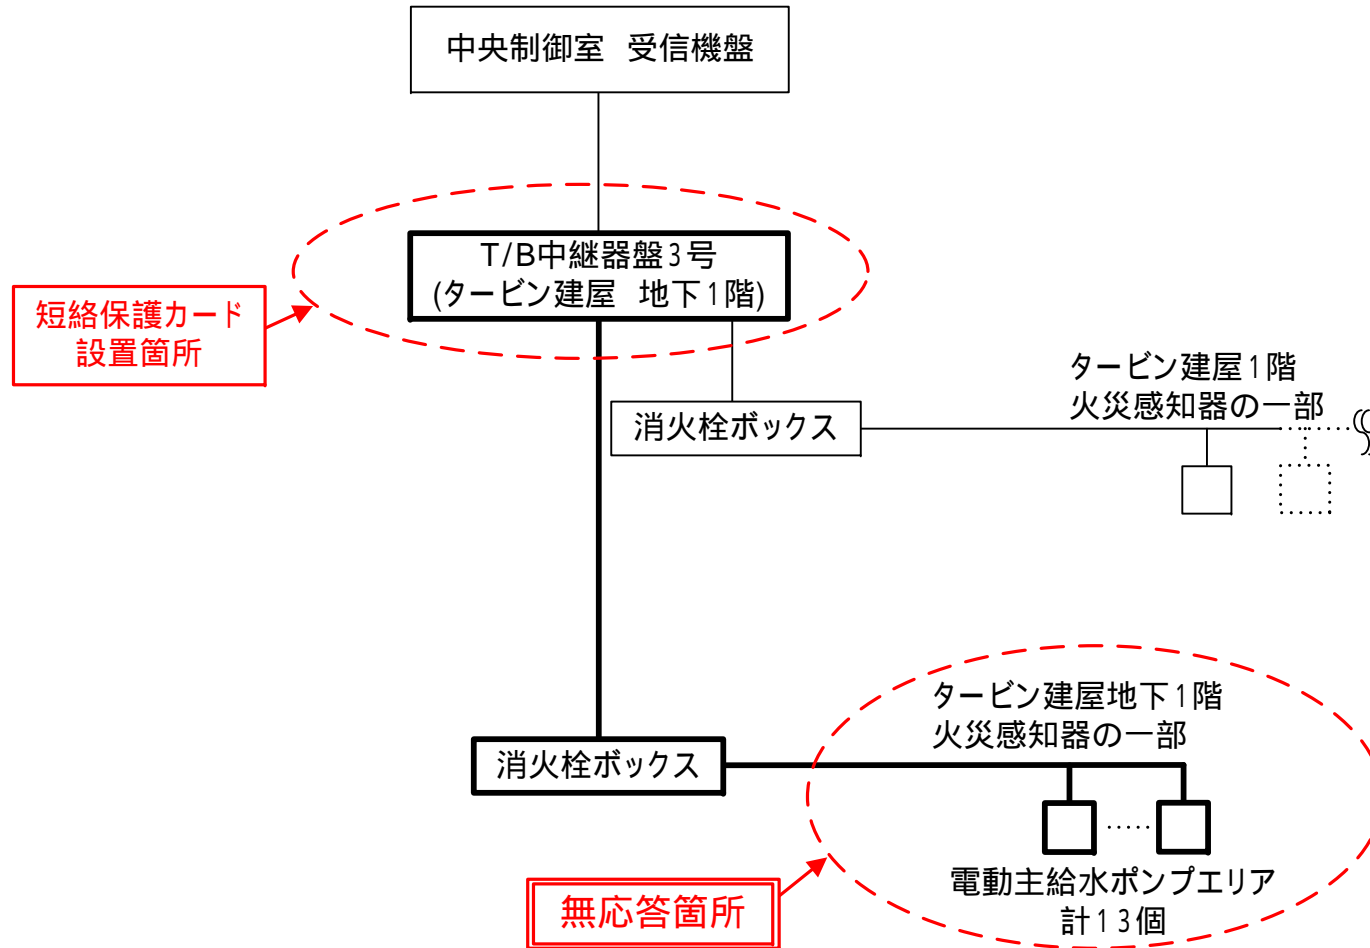 中央制御室 受信機盤
T/B中継器盤3号
(タービン建屋 地下1階)
短絡保護カード
設置箇所
タービン建屋1階
火災感知器の一部
消火栓ボックス
タービン建屋地下1階
火災感知器の一部
消火栓ボックス
電動主給水ポンプエリア
計13個
無応答箇所